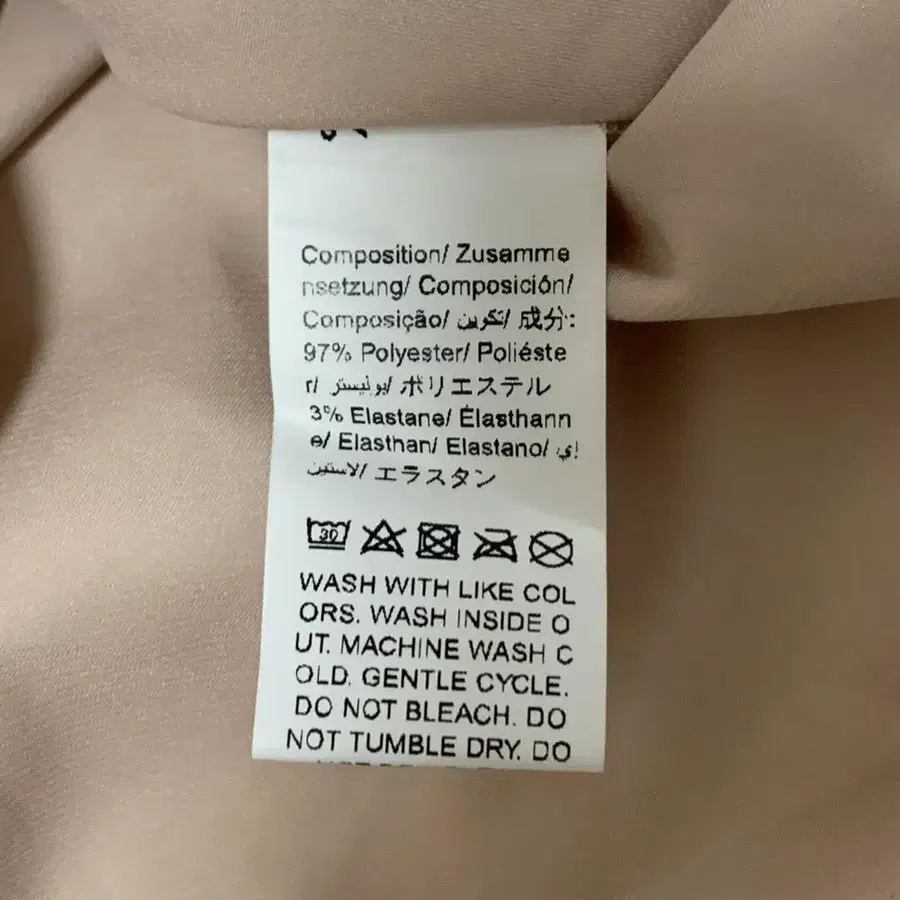 Composition/ Zusamme
nsetzung/ Composición/
Composição/ تكوين/ 成分:
97% Polyester/ Poliéste
r/ بوليستر/ ポリエステル
3% Elastane/ Élasthann
e/ Elasthan/ Elastano/ إي
لاستين/ エラスタン
30
WASH WITH LIKE COL
ORS. WASH INSIDE O
UT. MACHINE WASH C
OLD. GENTLE CYCLE.
DO NOT BLEACH. DO
NOT TUMBLE DRY. DO